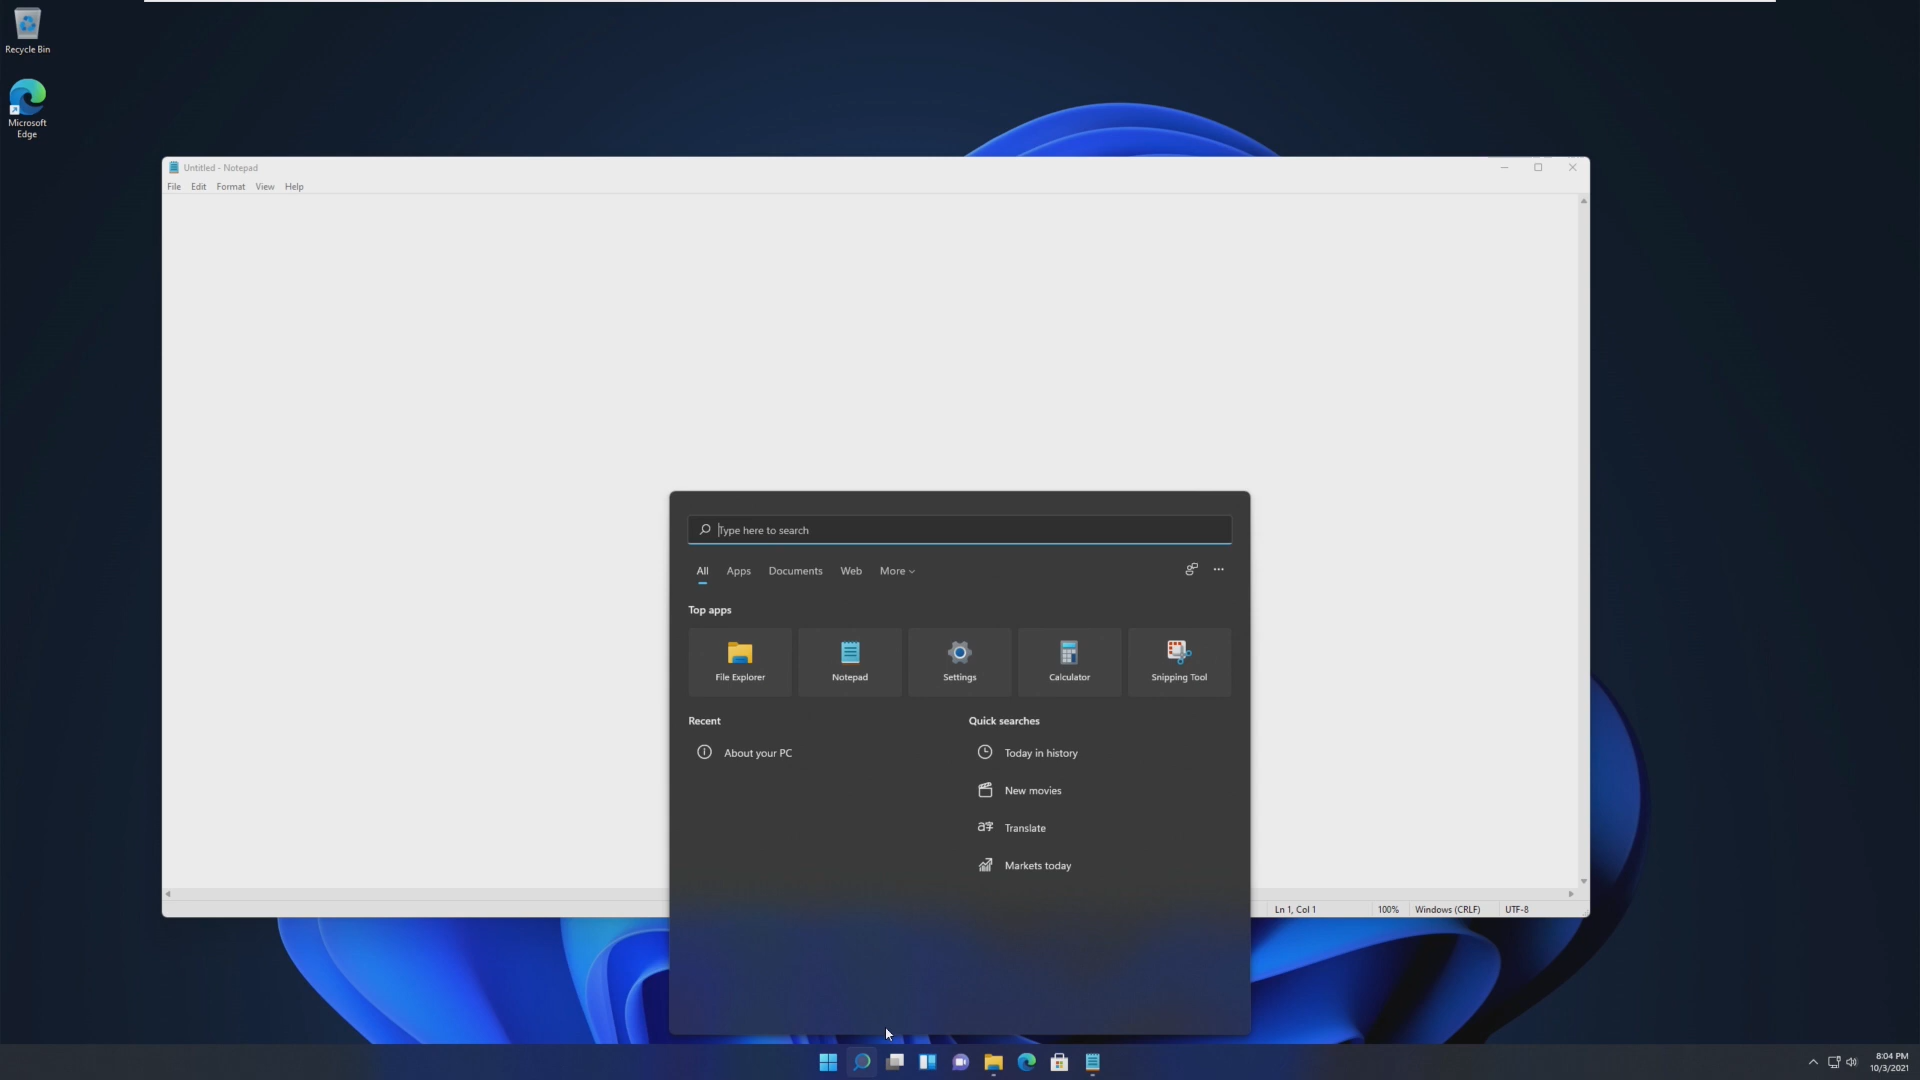 Recycle Bin
Microsoft
Edge
Untitled - Notepad
File Edit Format View Help
Type here to search
All Apps Documents Web More
Top apps
File Explorer Notepad Settings Calculator Snipping Tool
Recent Quick searches
About your PC Today in history
New movies
Translate
Markets today
Ln 1, Col 1 100% Windows (CRLF) UTF-8
8:04 PM
10/3/2021